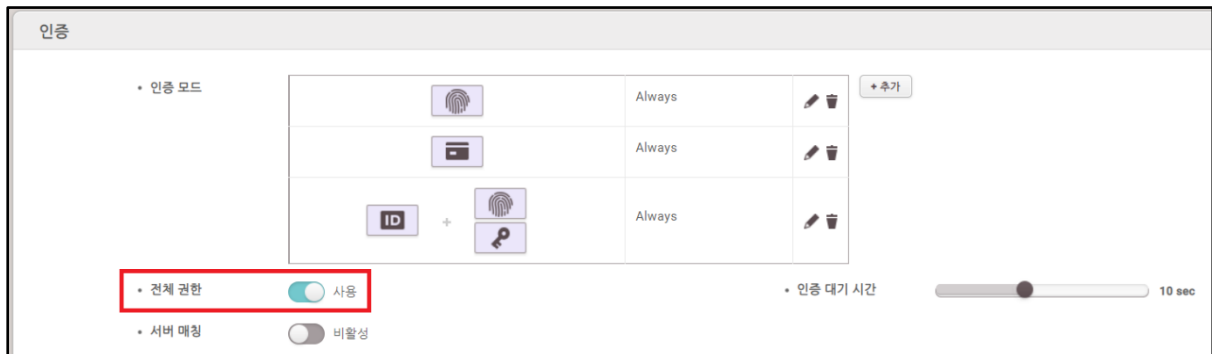 인증
• 인증 모드
Always
+ 추가
Always
ID
+
Always
• 전체 권한
사용
• 인증 대기 시간
10 sec
• 서버 매칭
비활성